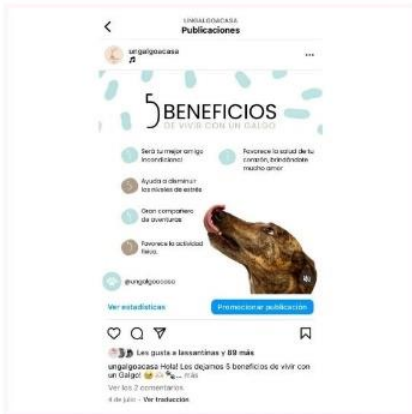 UNGALGOACASA
Publicaciones
ungalgoacasa
5 BENEFICIOS
DE VIVIR CON UN GALGO
Será tu mejor amigo
incondicional
Favorece la salud de tu
corazón, brindándote
mucho amor
Ayuda a disminuir
los niveles de estrés
Gran compañero
de aventuras
Favorece la actividad
física.
@ungalgoacasa
Ver estadísticas
Promocionar publicación
Les gusta a lassantinas y 89 más
ungalgoacasa Hola! Les dejamos 5 beneficios de vivir con
un Galgo! ... más
Ver los 2 comentarios
4 de julio · Ver traducción